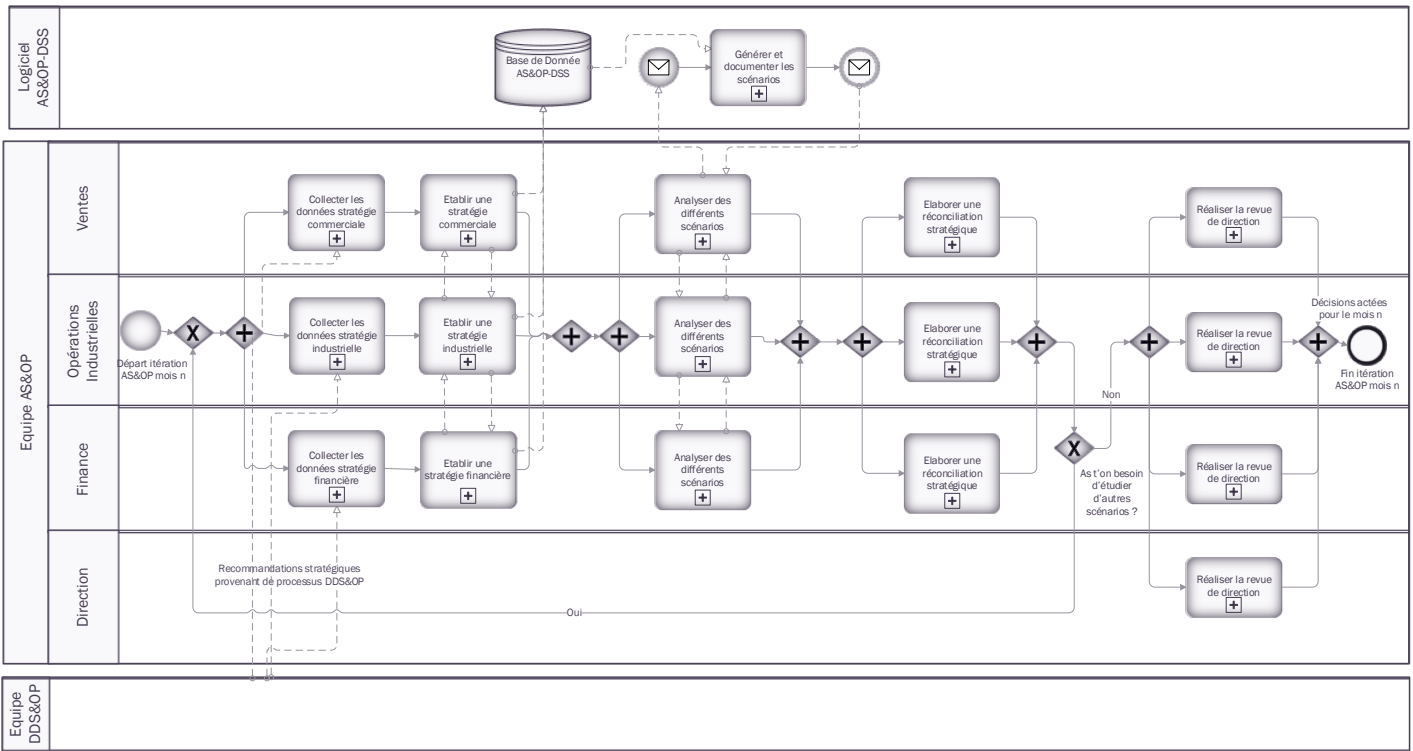 Logiciel
AS&OP-DSS
Base de Donnée
AS&OP-DSS
Générer et
documenter les
scénarios
Equipe AS&OP
Ventes
Collecter les
données stratégie
commerciale
Etablir une
stratégie
commerciale
Analyser des
différents
scénarios
Elaborer une
réconciliation
stratégique
Réaliser la revue
de direction
Opérations
Industrielles
Départ itération
AS&OP mois n
X
Collecter les
données stratégie
industrielle
Etablir une
stratégie
industrielle
Analyser des
différents
scénarios
Elaborer une
réconciliation
stratégique
Non
Réaliser la revue
de direction
Décisions actées
pour le mois n
Fin itération
AS&OP mois n
Finance
Collecter les
données stratégie
financière
Etablir une
stratégie financière
Analyser des
différents
scénarios
Elaborer une
réconciliation
stratégique
X
As t’on besoin
d’étudier
d’autres
scénarios ?
Réaliser la revue
de direction
Direction
Recommandations stratégiques
provenant de processus DDS&OP
Oui
Réaliser la revue
de direction
Equipe
DDS&OP